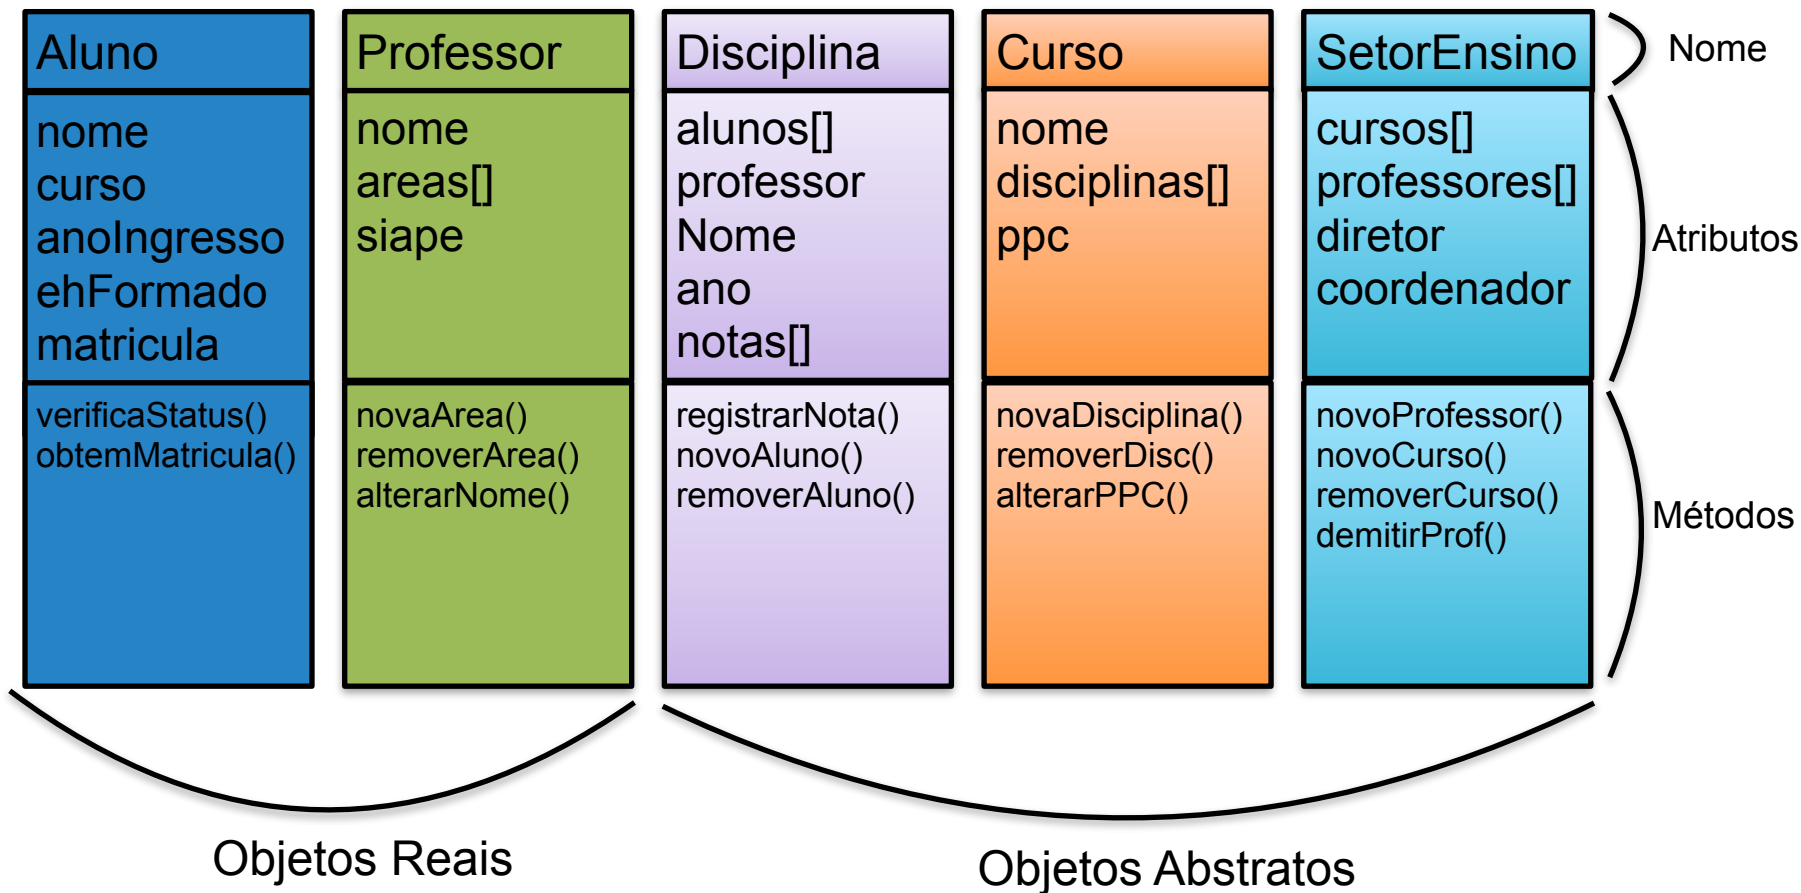 Aluno
nome
curso
anoIngresso
ehFormado
matricula
verificaStatus()
obtemMatricula()
Professor
nome
areas[]
siape
novaArea()
removerArea()
alterarNome()
Disciplina
alunos[]
professor
Nome
ano
notas[]
registrarNota()
novoAluno()
removerAluno()
Curso
nome
disciplinas[]
ppc
novaDisciplina()
removerDisc()
alterarPPC()
SetorEnsino
cursos[]
professores[]
diretor
coordenador
novoProfessor()
novoCurso()
removerCurso()
demitirProf()
Nome
Atributos
Métodos
Objetos Reais
Objetos Abstratos